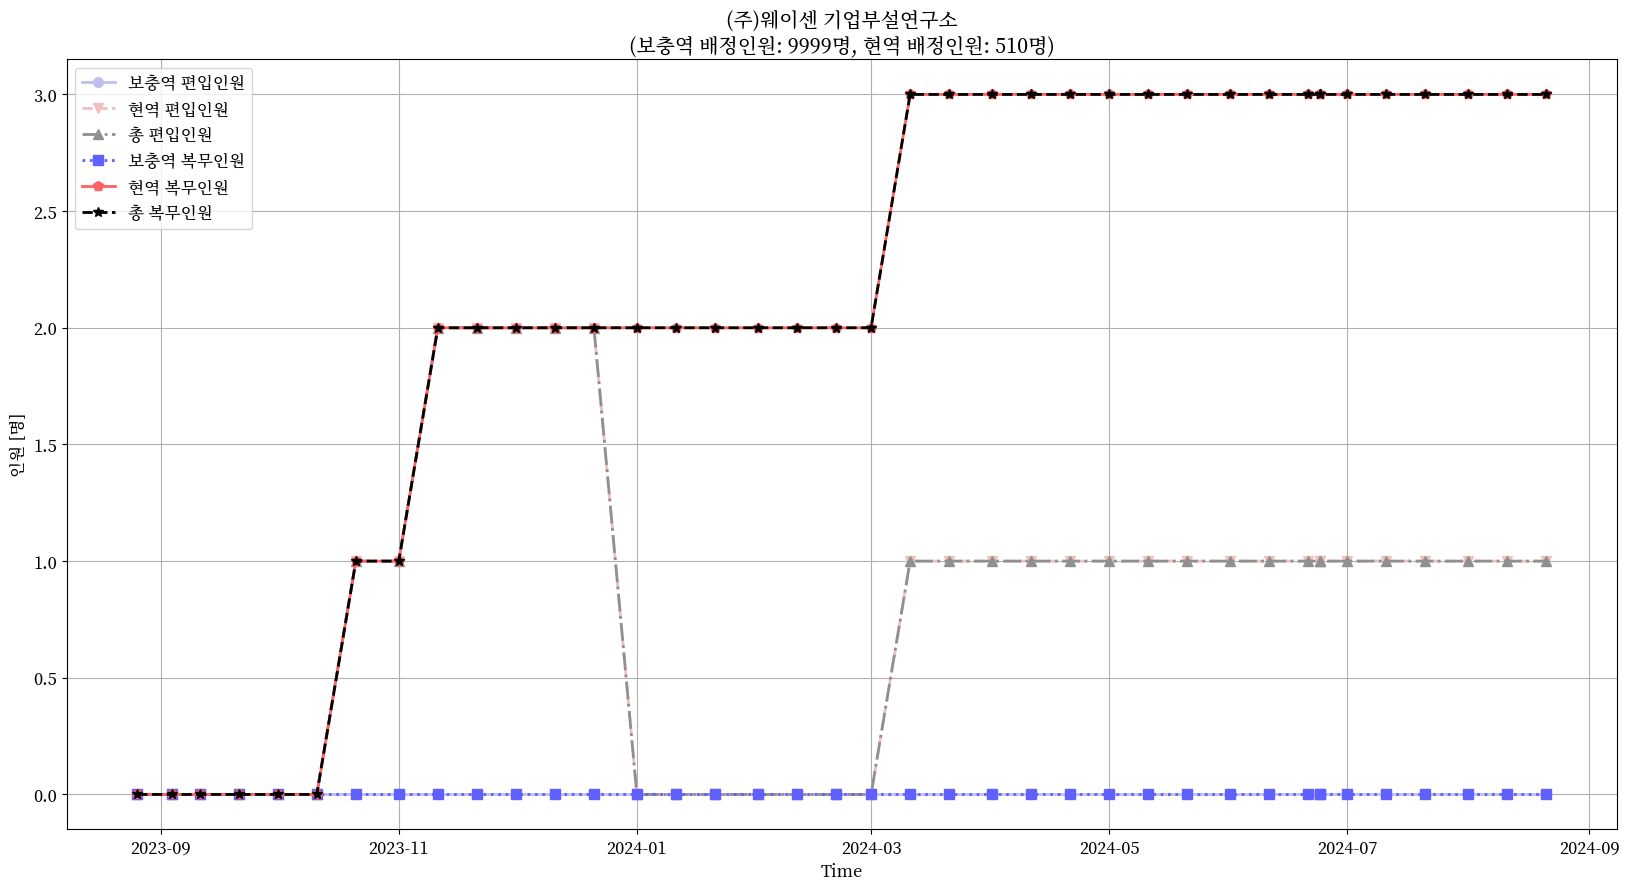 (주)웨이센 기업부설연구소
(보충역 배정인원: 9999명, 현역 배정인원: 510명)
보충역 편입인원
현역 편입인원
총 편입인원
보충역 복무인원
현역 복무인원
총 복무인원
3.0
2.5
2.0
1.5
1.0
0.5
0.0
인원 [명]
2023-09
2023-11
2024-01
2024-03
2024-05
2024-07
2024-09
Time